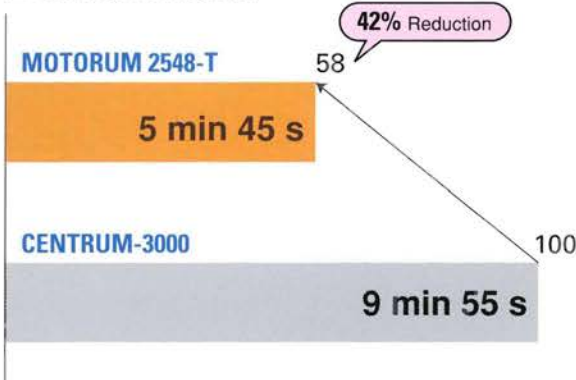 42% Reduction
MOTORUM 2548-T
58
5 min 45 s
CENTRUM-3000
100
9 min 55 s